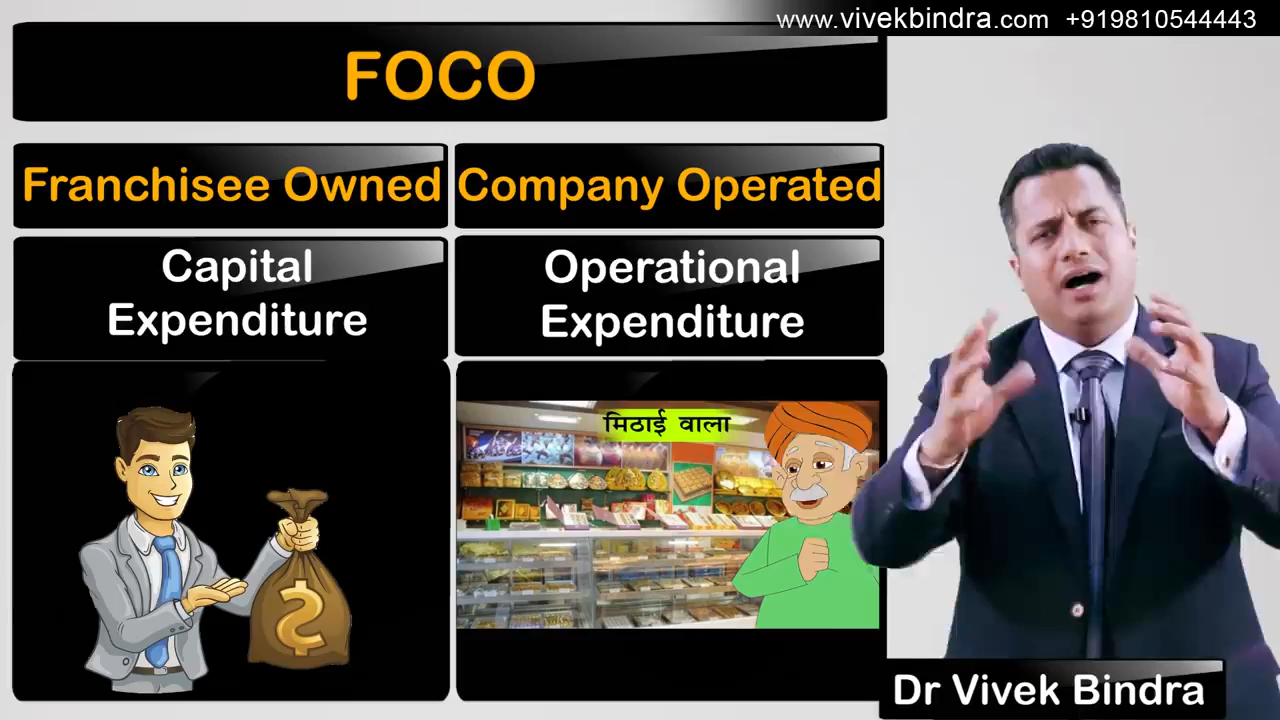 www.vivekbindra.com +919810544443
FOCO
Franchisee Owned
Company Operated
Capital
Expenditure
Operational
Expenditure
मिठाई वाला
Dr Vivek Bindra